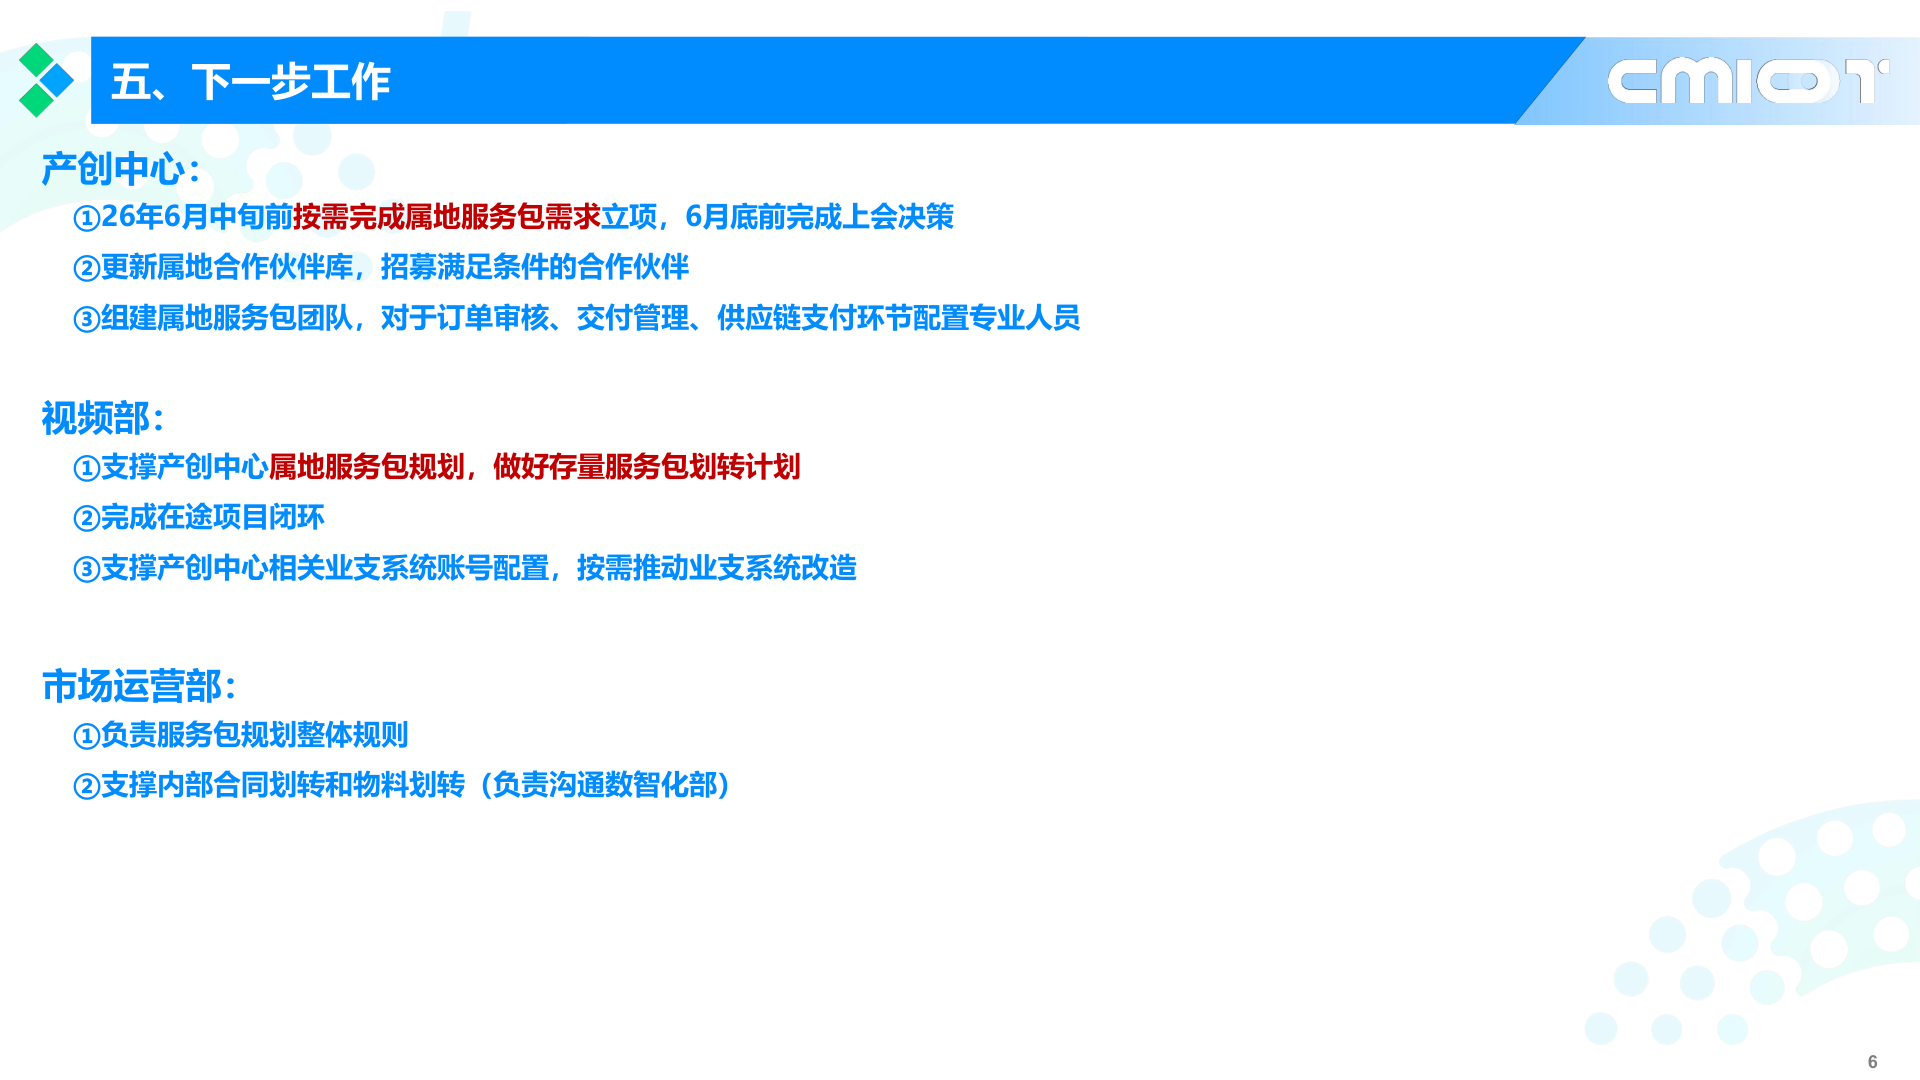 五、下一步工作
CMIOT
产创中心：
①26年6月中旬前按需完成属地服务包需求立项，6月底前完成上会决策
②更新属地合作伙伴库，招募满足条件的合作伙伴
③组建属地服务包团队，对于订单审核、交付管理、供应链支付环节配置专业人员
视频部：
①支撑产创中心属地服务包规划，做好存量服务包划转计划
②完成在途项目闭环
③支撑产创中心相关业支系统账号配置，按需推动业支系统改造
市场运营部：
①负责服务包规划整体规则
②支撑内部合同划转和物料划转（负责沟通数智化部）
6